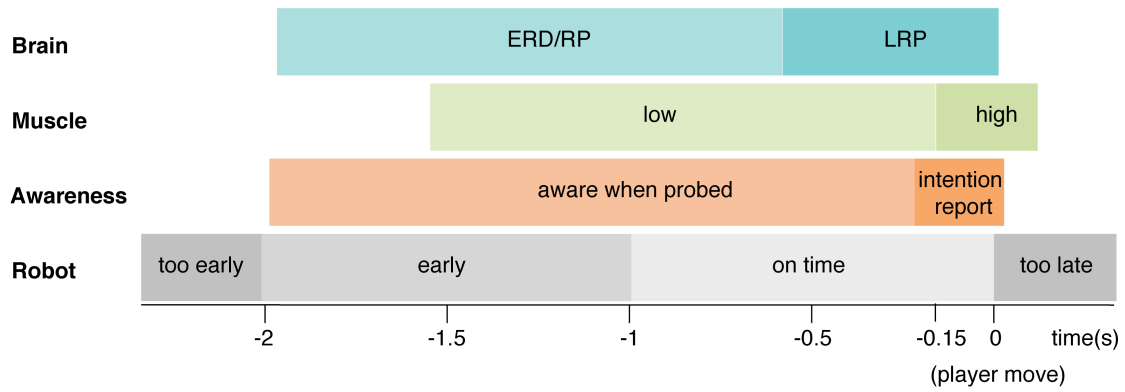 Brain
ERD/RP
LRP
Muscle
low
high
Awareness
aware when probed
intention
report
Robot
too early
early
on time
too late
-2
-1.5
-1
-0.5
-0.15
0
time(s)
(player move)